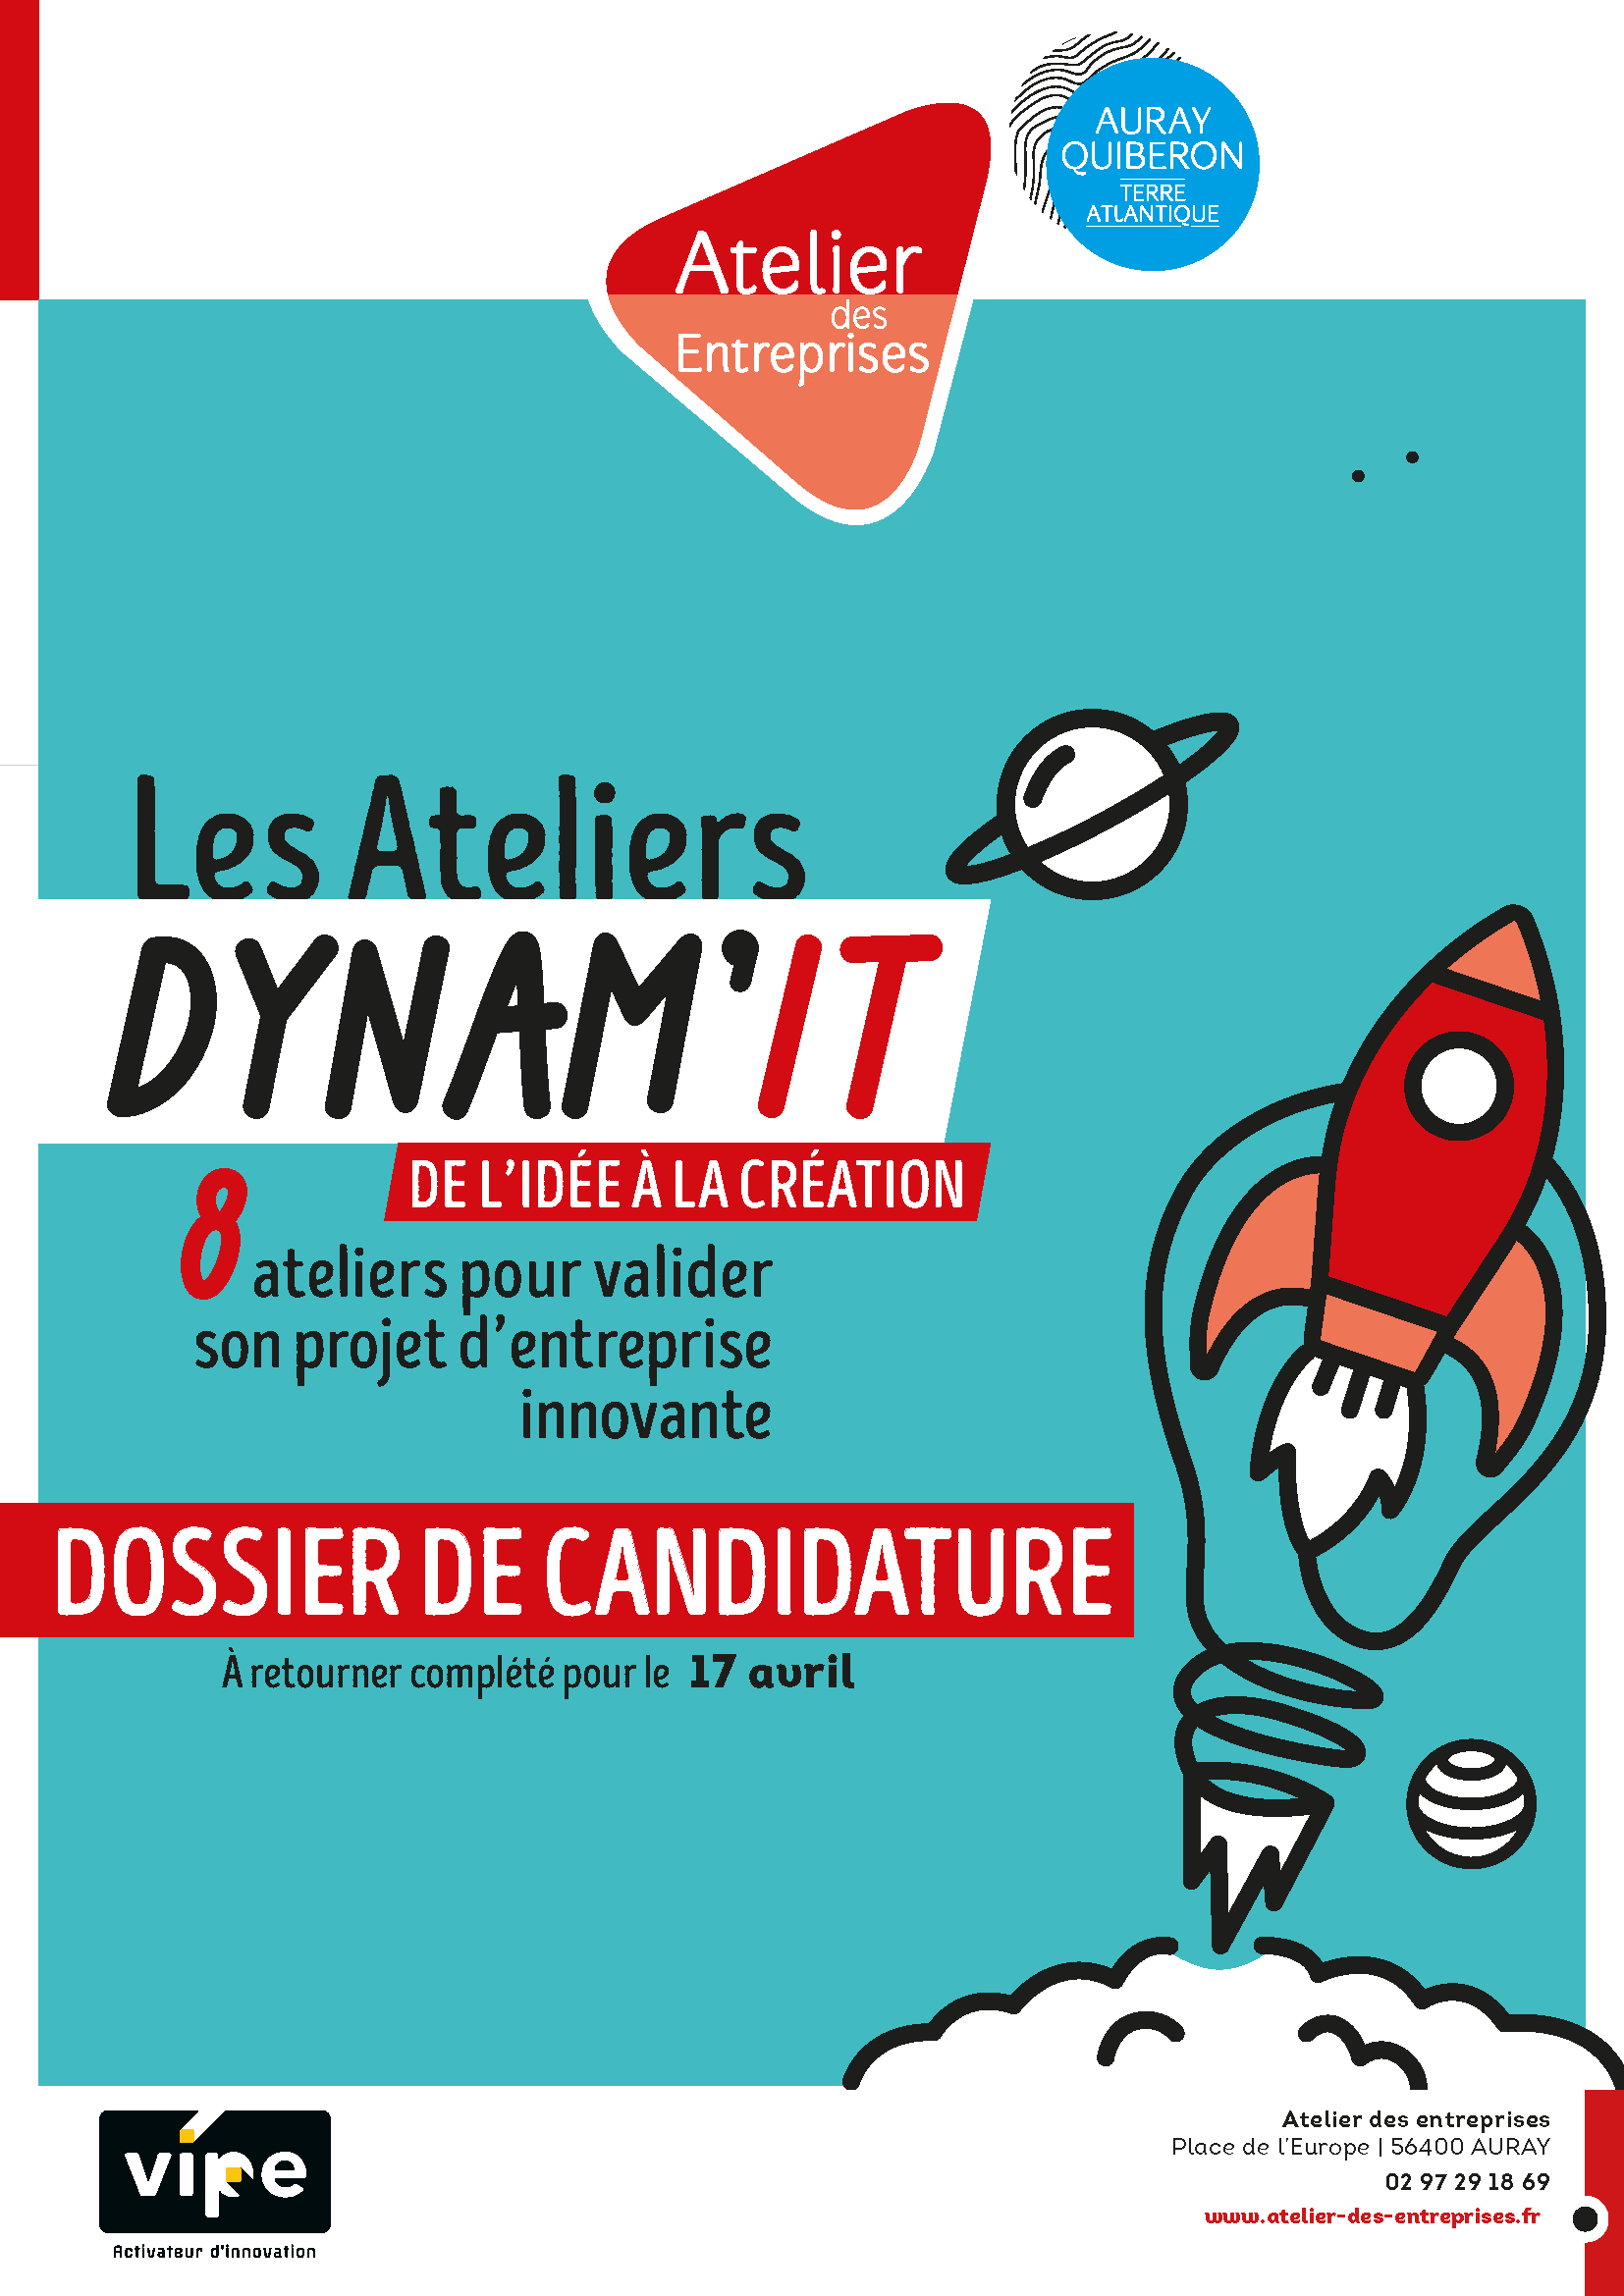 AURAY
QUIBERON
TERRE
ATLANTIQUE
Atelier
des
Entreprises
Les Ateliers
DYNAM'IT
DE L'IDÉE À LA CRÉATION
8 ateliers pour valider
son projet d'entreprise
innovante
DOSSIER DE CANDIDATURE
À retourner complété pour le 17 avril
vipe
Activateur d'innovation
Atelier des entreprises
Place de l'Europe | 56400 AURAY
02 97 29 18 69
www.atelier-des-entreprises.fr